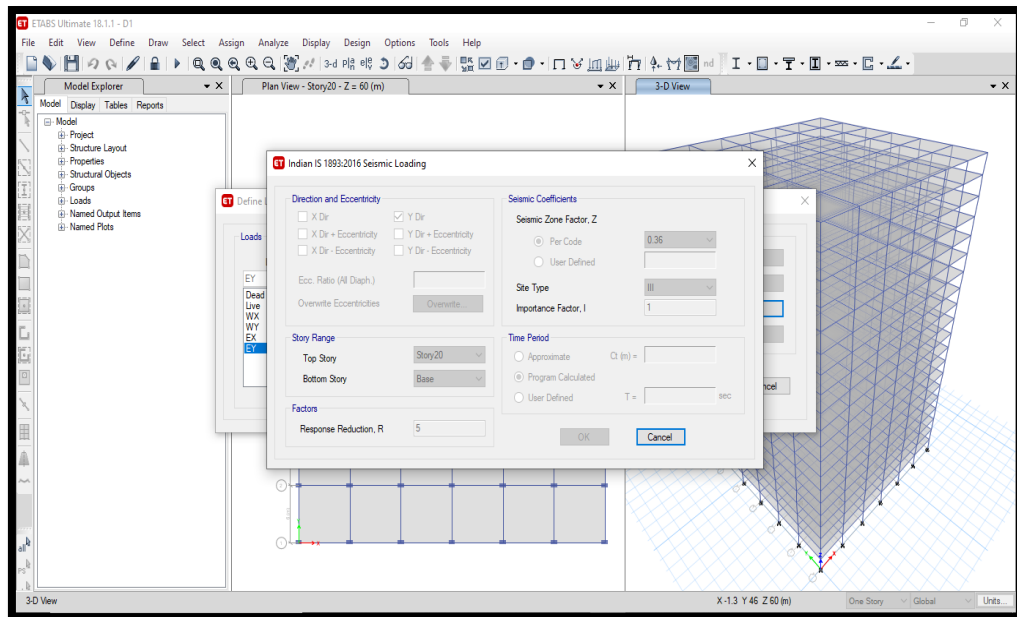 ETABS Ultimate 18.1.1 - D1
File Edit View Define Draw Select Assign Analyze Display Design Options Tools Help
3-d nd
Model Explorer
Plan View - Story20 - Z = 60 (m)
3-D View
Model Display Tables Reports
Model
Project
Structure Layout
Properties
Structural Objects
Groups
Loads
Named Output Items
Named Plots
Define
Loads
EY
Dead
Live
WX
WY
EX
EY
Indian IS 1893:2016 Seismic Loading
Direction and Eccentricity
X Dir Y Dir
X Dir + Eccentricity Y Dir + Eccentricity
X Dir - Eccentricity Y Dir - Eccentricity
Ecc. Ratio (All Diaph.)
Overwrite Eccentricities Overwrite...
Story Range
Top Story Story20
Bottom Story Base
Factors
Response Reduction, R 5
Seismic Coefficients
Seismic Zone Factor, Z
Per Code 0.36
User Defined
Site Type III
Importance Factor, I 1
Time Period
Approximate Ct (m) =
Program Calculated
User Defined T = sec
OK Cancel
ncel
all
3-D View
X -1.3 Y 46 Z 60 (m)
One Story Global Units...